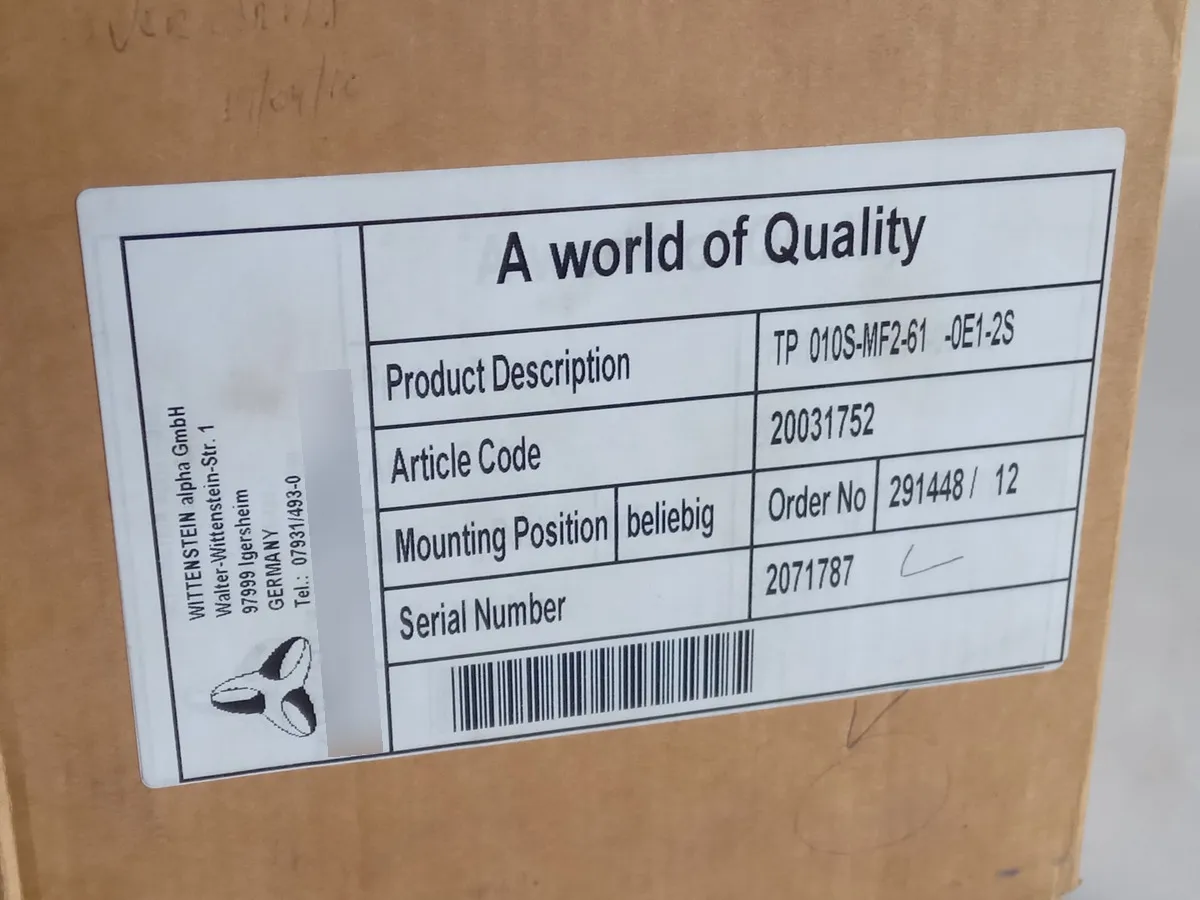 WITTENSTEIN alpha GmbH
Walter-Wittenstein-Str. 1
97999 Igersheim
GERMANY
Tel.: 07931/493-0
A world of Quality
Product Description TP 010S-MF2-61 -0E1-2S
Article Code 20031752
Mounting Position beliebig Order No 291448 / 12
Serial Number 2071787